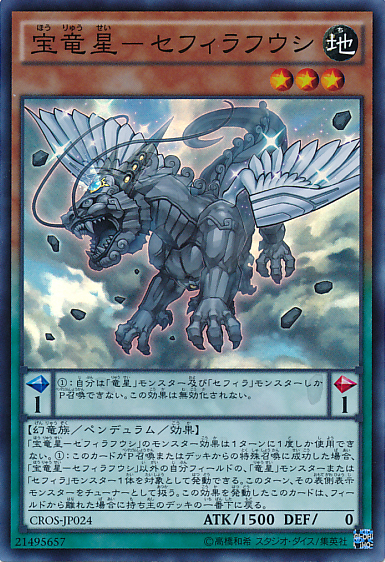 ほう りゅう せい
宝竜星－セフィラフウシ
ち
地
①：自分は「竜星」モンスター及び「セフィラ」モンスターしか
P召喚できない。この効果は無効化されない。
1
1
【幻竜族／ペンデュラム／効果】
「宝竜星－セフィラフウシ」のモンスター効果は１ターンに１度しか使用で
きない。①：このカードがP召喚またはデッキからの特殊召喚に成功した場合、
「宝竜星－セフィラフウシ」以外の自分フィールドの、「竜星」モンスターまたは
「セフィラ」モンスター１体を対象として発動できる。このターン、その表側表示
モンスターをチューナーとして扱う。この効果を発動したこのカードは、フィール
ドから離れた場合に持ち主のデッキの一番下に戻る。
CROS-JP024
ATK/1500 DEF/ 0
21495657
©高橋和希 スタジオ・ダイス/集英社